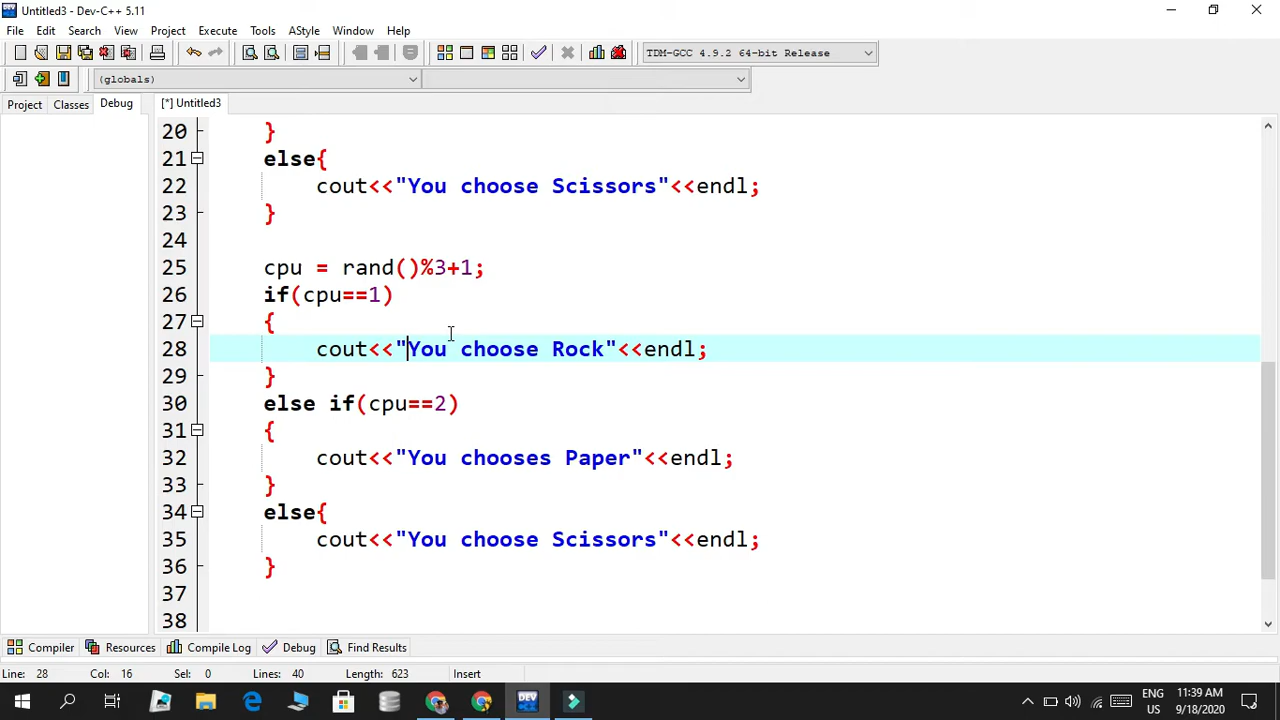 Untitled3 - Dev-C++ 5.11
File Edit Search View Project Execute Tools AStyle Window Help
TDM-GCC 4.9.2 64-bit Release
(globals)
Project Classes Debug [*] Untitled3
20 }
21 else{
22 cout<<"You choose Scissors"<<endl;
23 }
24
25 cpu = rand()%3+1;
26 if(cpu==1)
27 {
28 cout<<"You choose Rock"<<endl;
29 }
30 else if(cpu==2)
31 {
32 cout<<"You chooses Paper"<<endl;
33 }
34 else{
35 cout<<"You choose Scissors"<<endl;
36 }
37
38
Compiler Resources Compile Log Debug Find Results
Line: 28 Col: 16 Sel: 0 Lines: 40 Length: 623 Insert
DEV
ENG 11:39 AM
US 9/18/2020